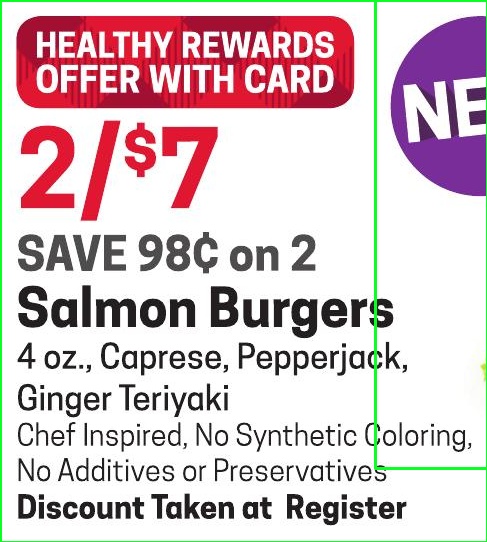 HEALTHY REWARDS
OFFER WITH CARD
2/$7
SAVE 98¢ on 2
Salmon Burgers
4 oz., Caprese, Pepperjack,
Ginger Teriyaki
Chef Inspired, No Synthetic Coloring,
No Additives or Preservatives
Discount Taken at Register